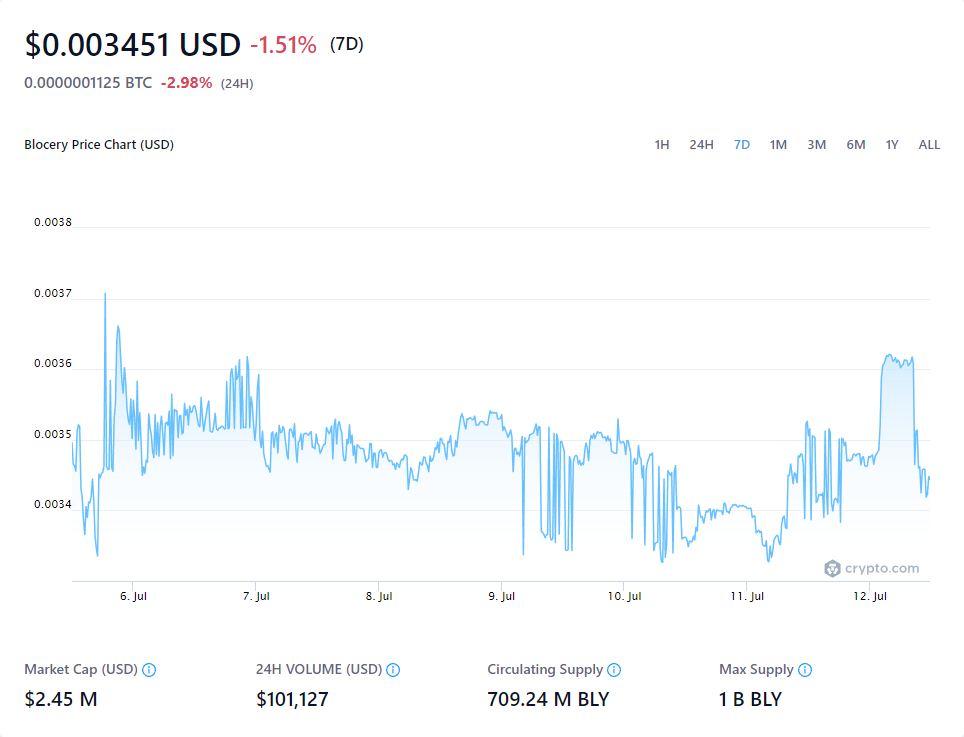 $0.003451 USD -1.51% (7D)
0.0000001125 BTC -2.98% (24H)
Blocery Price Chart (USD) 1H 24H 7D 1M 3M 6M 1Y ALL
0.0038
0.0037
0.0036
0.0035
0.0034
crypto.com
6. Jul 7. Jul 8. Jul 9. Jul 10. Jul 11. Jul 12. Jul
Market Cap (USD) 24H VOLUME (USD) Circulating Supply Max Supply
$2.45 M $101,127 709.24 M BLY 1 B BLY